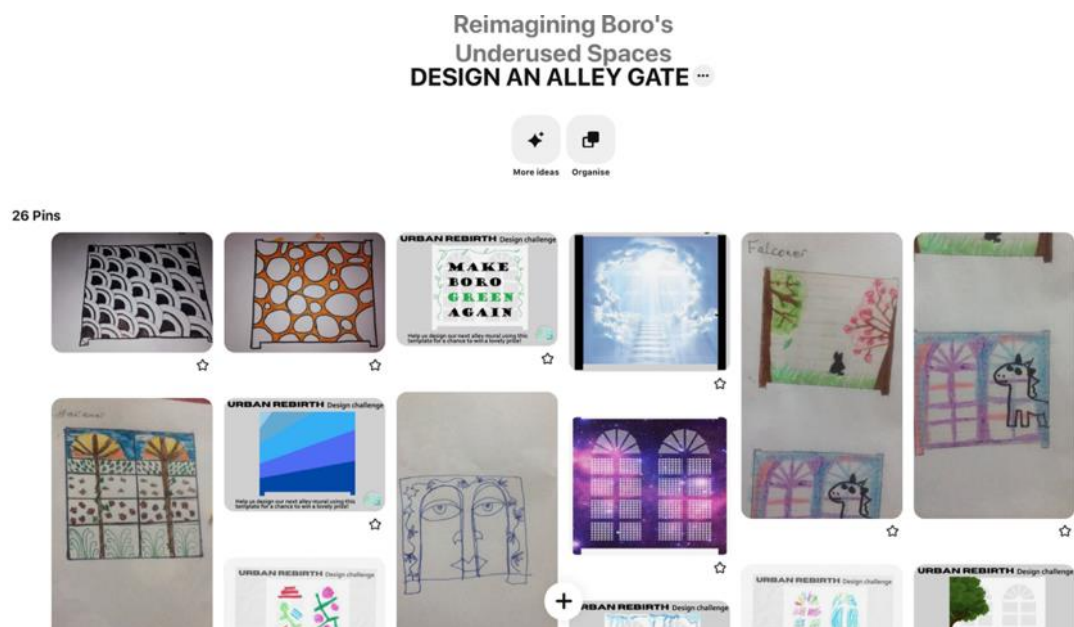 Reimagining Boro's
Underused Spaces
DESIGN AN ALLEY GATE
More ideas
Organise
26 Pins
URBAN REBIRTH Design challenge
MAKE
BORO
GREEN
AGAIN
Help us design our next alley mural using this
template for a chance to win a lovely prize!
Falconer
URBAN REBIRTH Design challenge
Help us design our next alley mural using this
template for a chance to win a lovely prize!
URBAN REBIRTH Design challenge
URBAN REBIRTH Design challenge
URBAN REBIRTH Design challenge
URBAN REBIRTH Design challenge